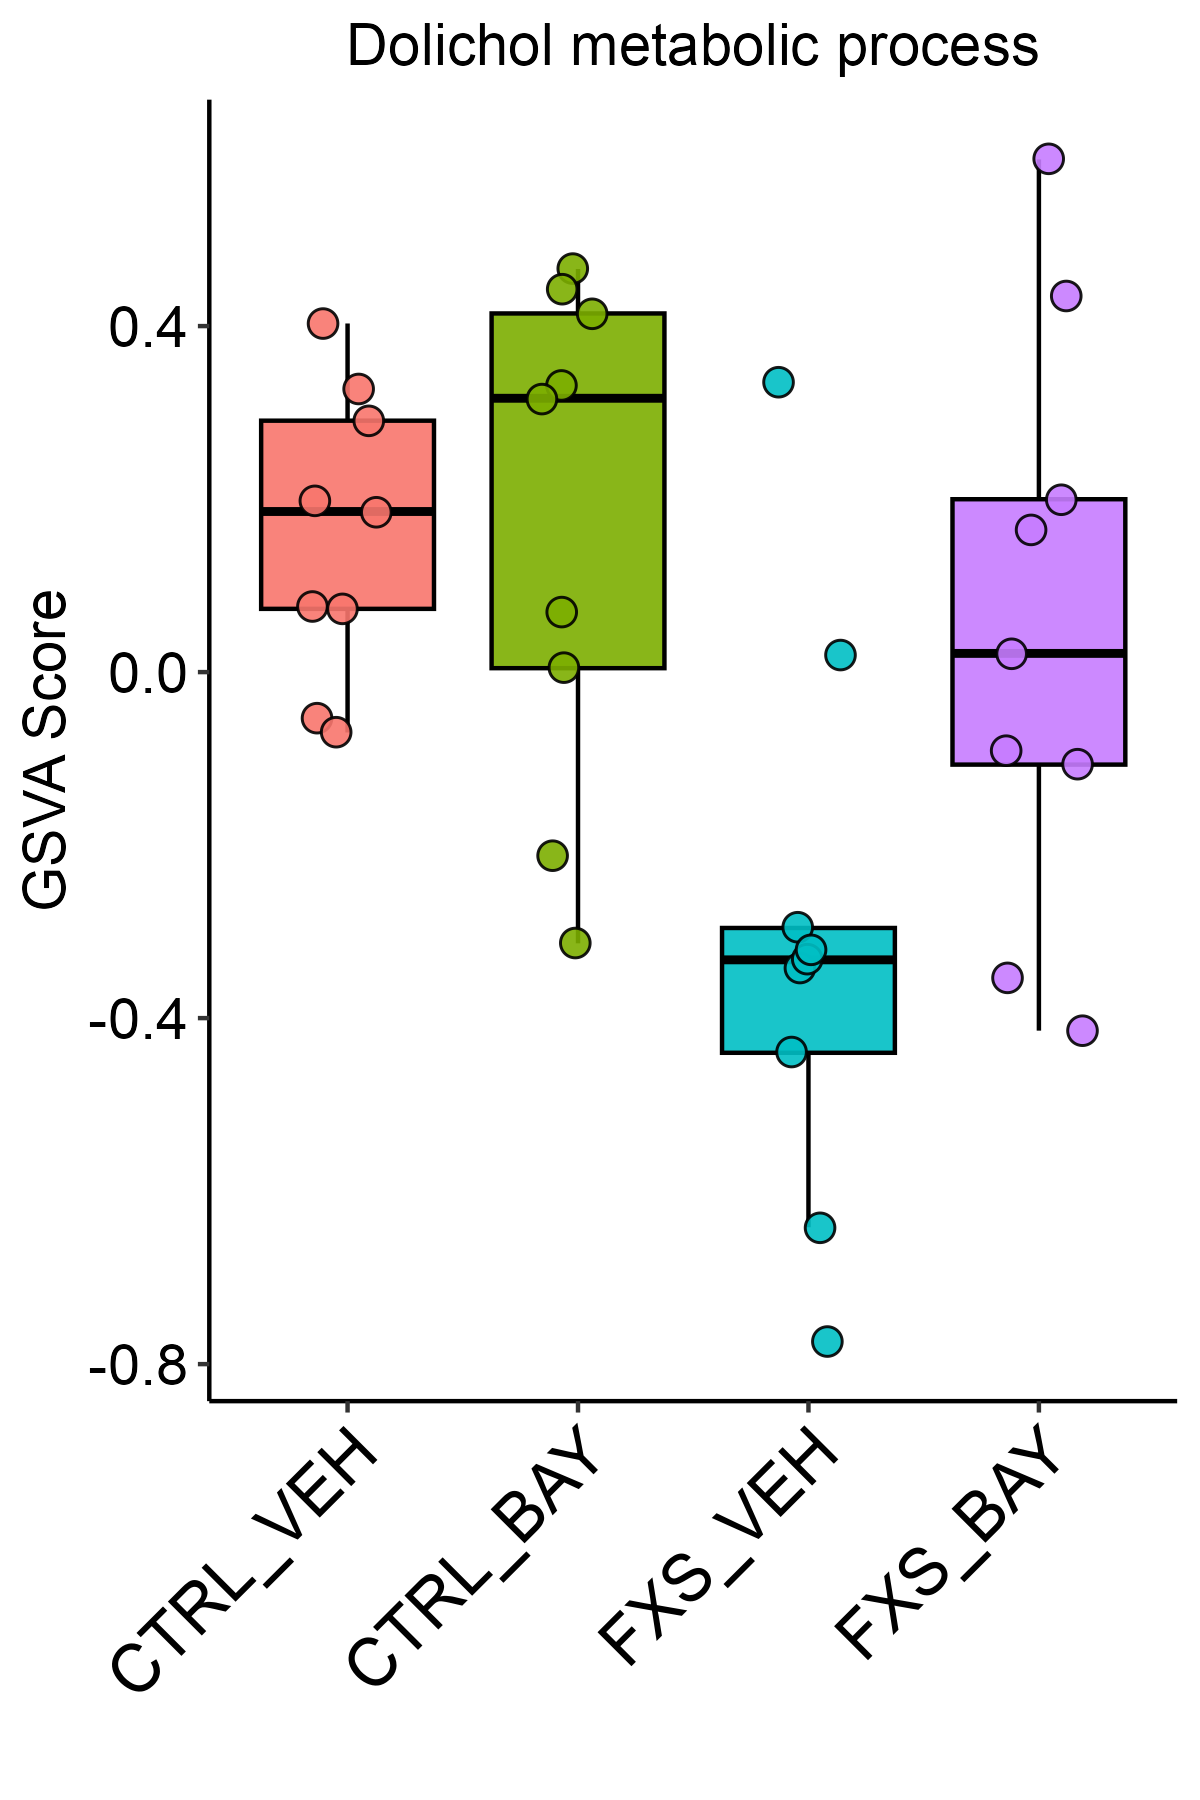 Dolichol metabolic process
GSVA Score
0.4
0.0
-0.4
-0.8
CTRL_VEH
CTRL_BAY
FXS_VEH
FXS_BAY